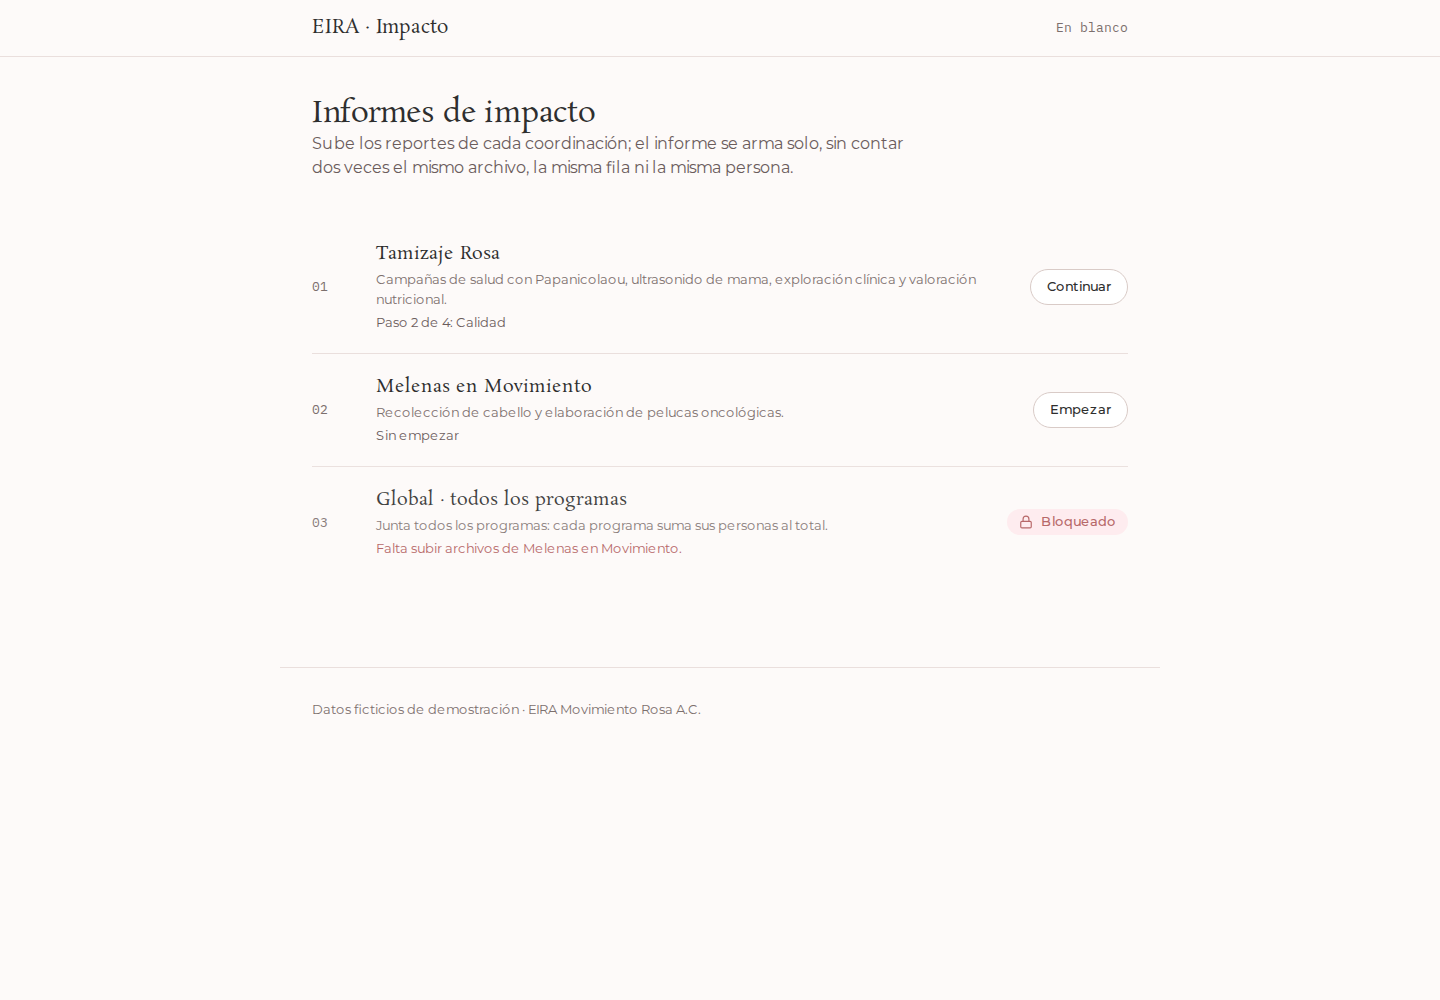 EIRA · Impacto
En blanco
Informes de impacto
Sube los reportes de cada coordinación; el informe se arma solo, sin contar
dos veces el mismo archivo, la misma fila ni la misma persona.
01
Tamizaje Rosa
Campañas de salud con Papanicolaou, ultrasonido de mama, exploración clínica y valoración
nutricional.
Paso 2 de 4: Calidad
Continuar
02
Melenas en Movimiento
Recolección de cabello y elaboración de pelucas oncológicas.
Sin empezar
Empezar
03
Global · todos los programas
Junta todos los programas: cada programa suma sus personas al total.
Falta subir archivos de Melenas en Movimiento.
Bloqueado
Datos ficticios de demostración · EIRA Movimiento Rosa A.C.